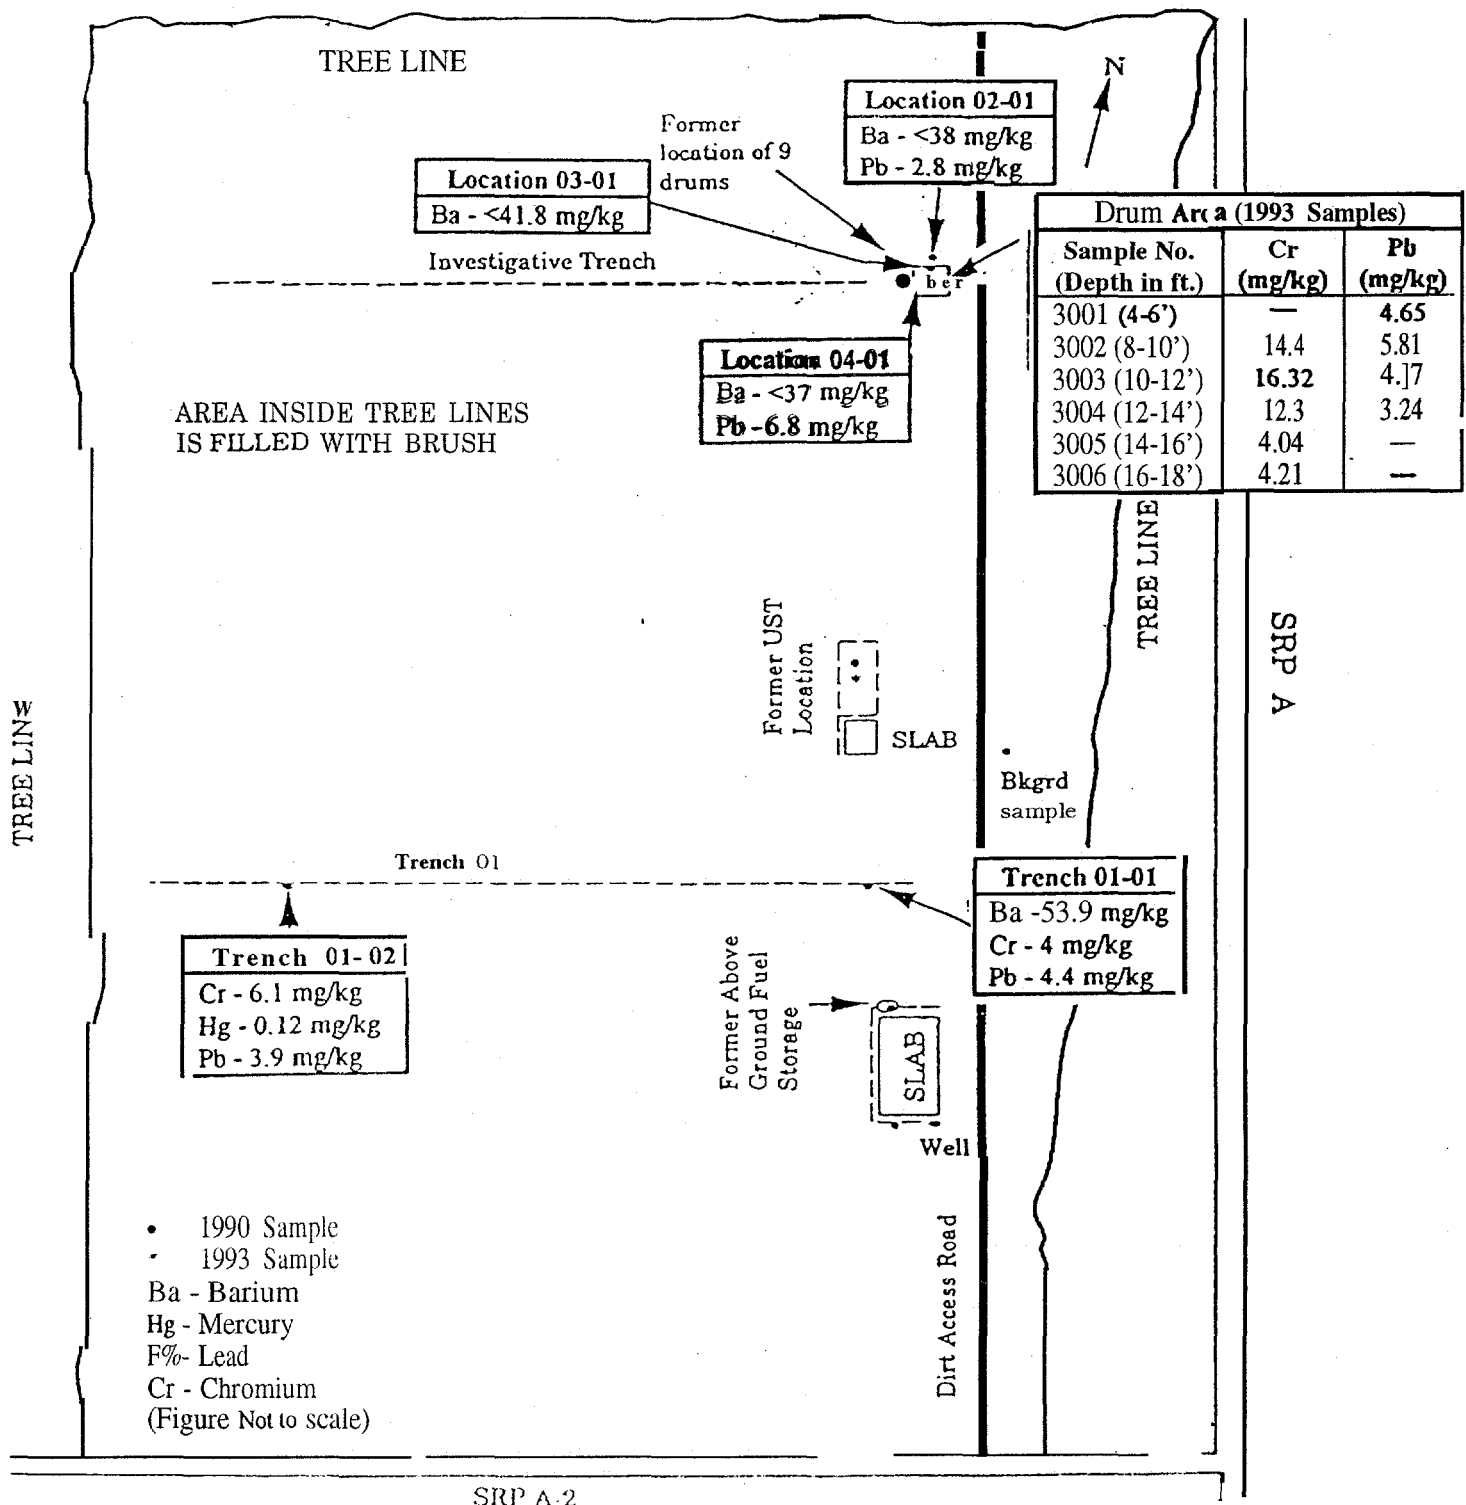 TREE LINE
N
Location 02-01
Ba - <38 mg/kg
Pb - 2.8 mg/kg
Former
location of 9
drums
Location 03-01
Ba - <41.8 mg/kg
Drum Area (1993 Samples)
Sample No.
(Depth in ft.)
Cr
(mg/kg)
Pb
(mg/kg)
3001 (4-6') — 4.65
3002 (8-10') 14.4 5.81
3003 (10-12') 16.32 4.]7
3004 (12-14') 12.3 3.24
3005 (14-16') 4.04 —
3006 (16-18') 4.21 —
Investigative Trench
b e r
Location 04-01
Ba - <37 mg/kg
Pb -6.8 mg/kg
AREA INSIDE TREE LINES
IS FILLED WITH BRUSH
TREE LINE
SRP A
Former UST
Location
SLAB
TREE LINW
Bkgrd
sample
Trench 01
Trench 01-01
Ba -53.9 mg/kg
Cr - 4 mg/kg
Pb - 4.4 mg/kg
Trench 01-02
Cr - 6.1 mg/kg
Hg - 0.12 mg/kg
Pb - 3.9 mg/kg
Former Above
Ground Fuel
Storage
SLAB
Well
Dirt Access Road
1990 Sample
1993 Sample
Ba - Barium
Hg - Mercury
F%- Lead
Cr - Chromium
(Figure Not to scale)
SRP A-2